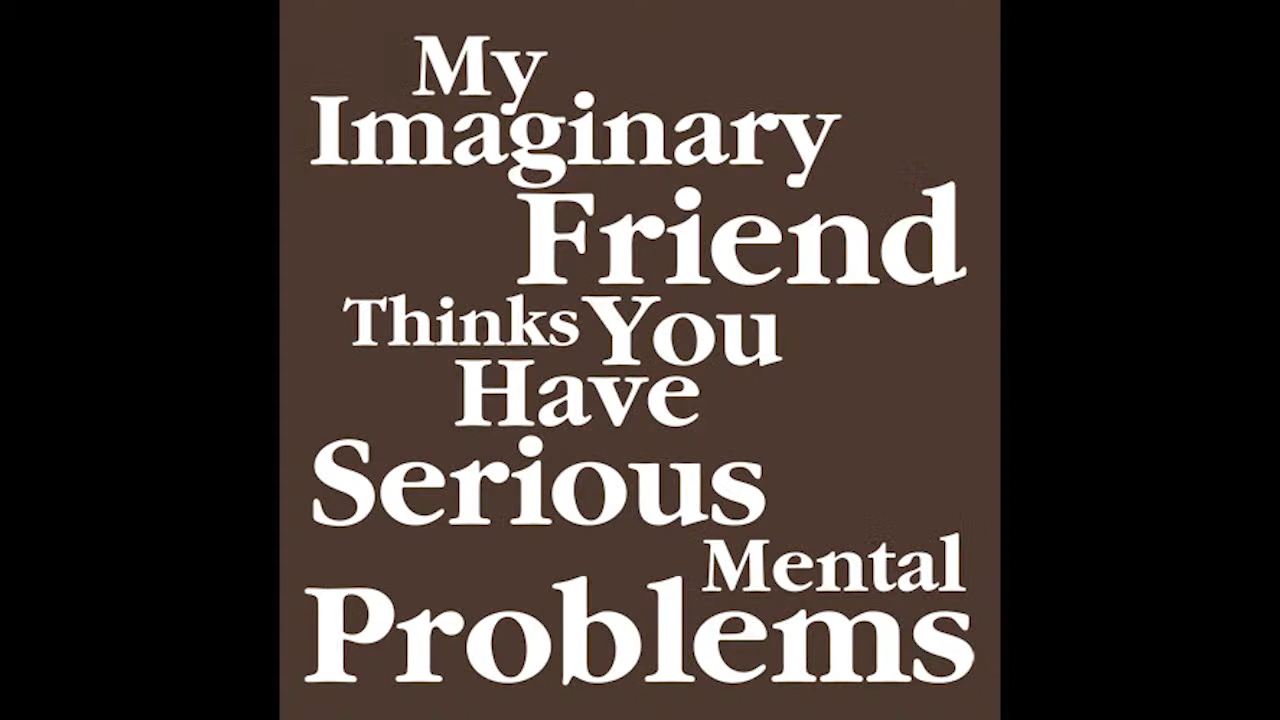 My
Imaginary
Friend
Thinks You
Have
Serious
Mental
Problems